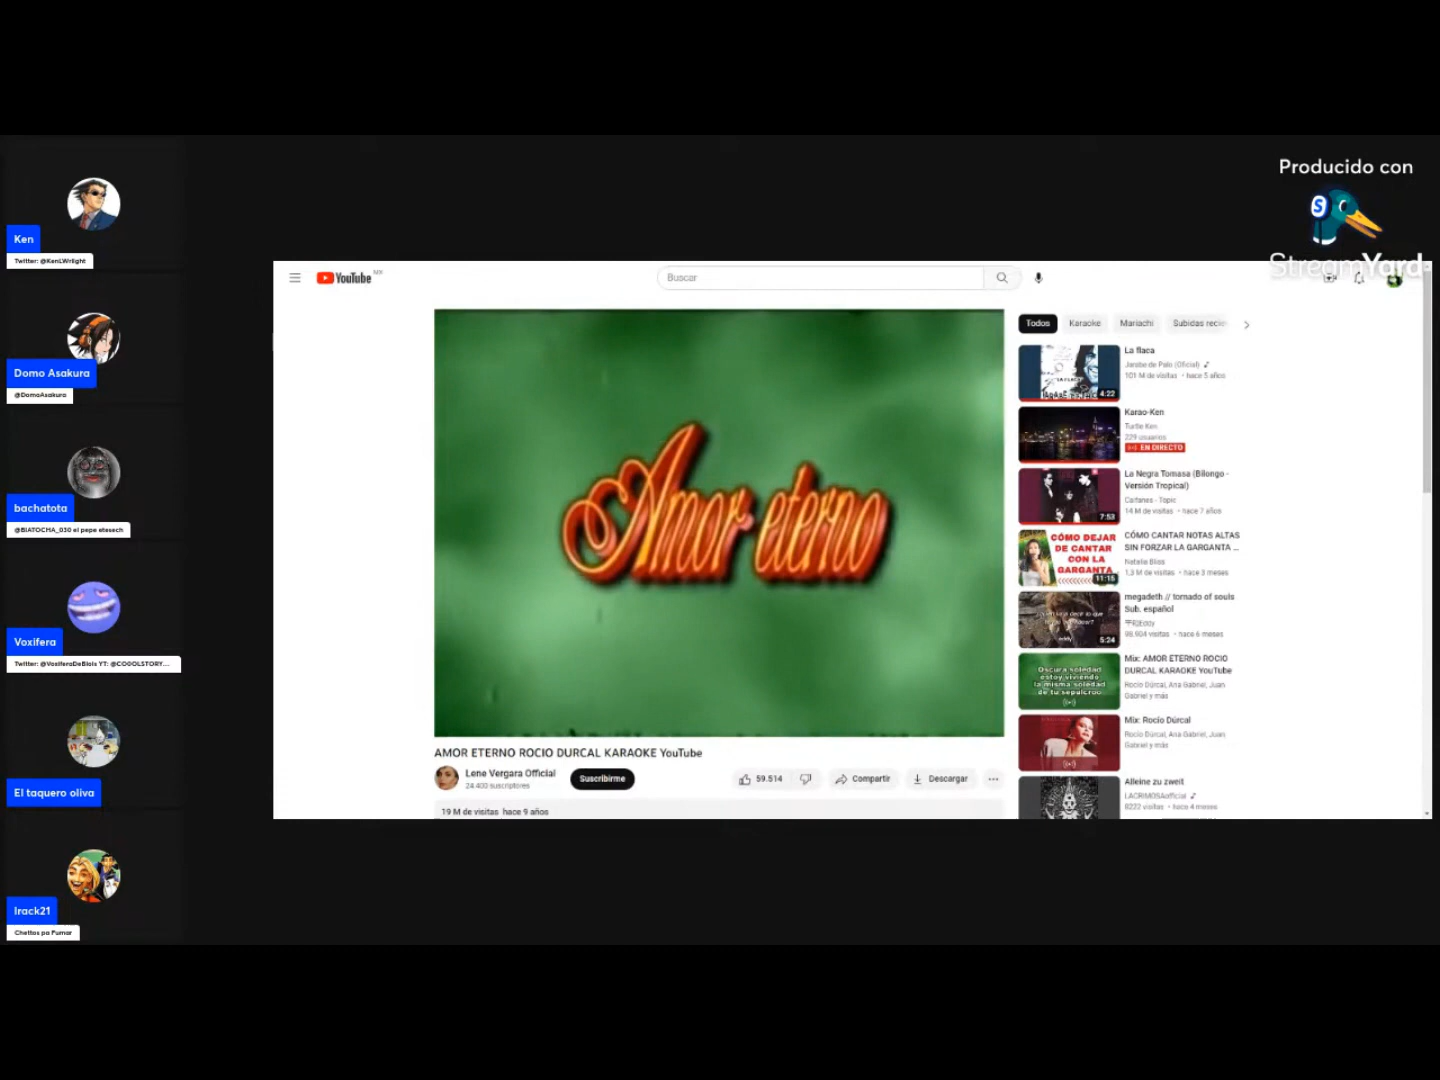 Producido con
StreamYard
Ken
Twitter: @KenLWright
Domo Asakura
@DomoAsakura
bachatota
@BIATOCHA_030 el pepe etesech
Voxifera
Twitter: @VoxiferaDeBlois YT: @COOOLSTORY...
El taquero oliva
Irack21
Chettos pa Fumar
YouTube MX
Buscar
Amor eterno
AMOR ETERNO ROCIO DURCAL KARAOKE YouTube
Lene Vergara Official
24 400 suscriptores
Suscribirme
59.514
Compartir
Descargar
19 M de visitas hace 9 años
Todos
Karaoke
Mariachi
Subidas recie
La flaca
Jarabe de Palo (Oficial)
101 M de visitas • hace 5 años
4:22
Karao-Ken
Turtle Ken
229 usuarios
EN DIRECTO
La Negra Tomasa (Bilongo -
Versión Tropical)
Caifanes - Topic
14 M de visitas • hace 7 años
7:53
CÓMO DEJAR
DE CANTAR
CON LA
GARGANTA
11:15
CÓMO CANTAR NOTAS ALTAS
SIN FORZAR LA GARGANTA ...
Natalia Bliss
1,3 M de visitas • hace 3 meses
megadeth // tornado of souls
Sub. español
98.904 visitas • hace 6 meses
eddy
5:24
Oscura soledad
estoy viviendo
la misma soledad
de tu sepulcroo
Mix: AMOR ETERNO ROCIO
DURCAL KARAOKE YouTube
Rocío Dúrcal, Ana Gabriel, Juan
Gabriel y más
Mix: Rocío Dúrcal
Rocío Dúrcal, Ana Gabriel, Juan
Gabriel y más
Alleine zu zweit
LACRIMOSAofficial
8222 visitas • hace 4 meses